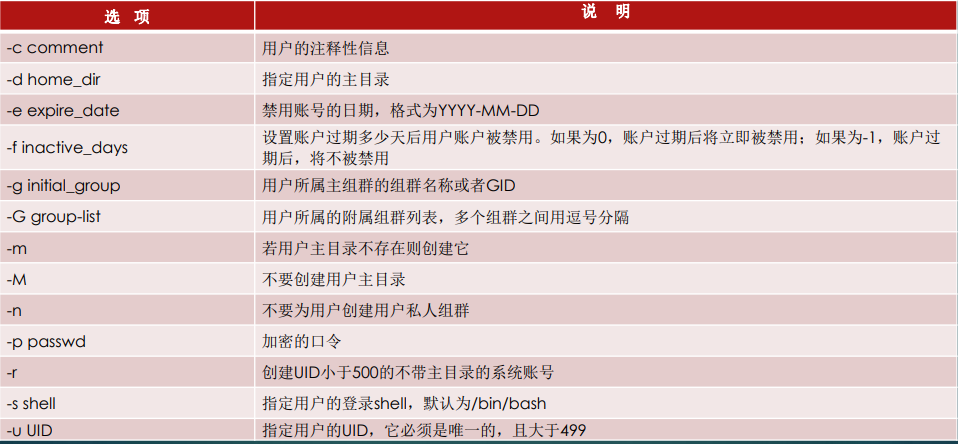 选 项 说 明
-c comment 用户的注释性信息
-d home_dir 指定用户的主目录
-e expire_date 禁用账号的日期，格式为YYYY-MM-DD
-f inactive_days 设置账户过期多少天后用户账户被禁用。如果为0，账户过期后将立即被禁用；如果为-1，账户过
期后，将不被禁用
-g initial_group 用户所属主组群的组群名称或者GID
-G group-list 用户所属的附属组群列表，多个组群之间用逗号分隔
-m 若用户主目录不存在则创建它
-M 不要创建用户主目录
-n 不要为用户创建用户私人组群
-p passwd 加密的口令
-r 创建UID小于500的不带主目录的系统账号
-s shell 指定用户的登录shell，默认为/bin/bash
-u UID 指定用户的UID，它必须是唯一的，且大于499